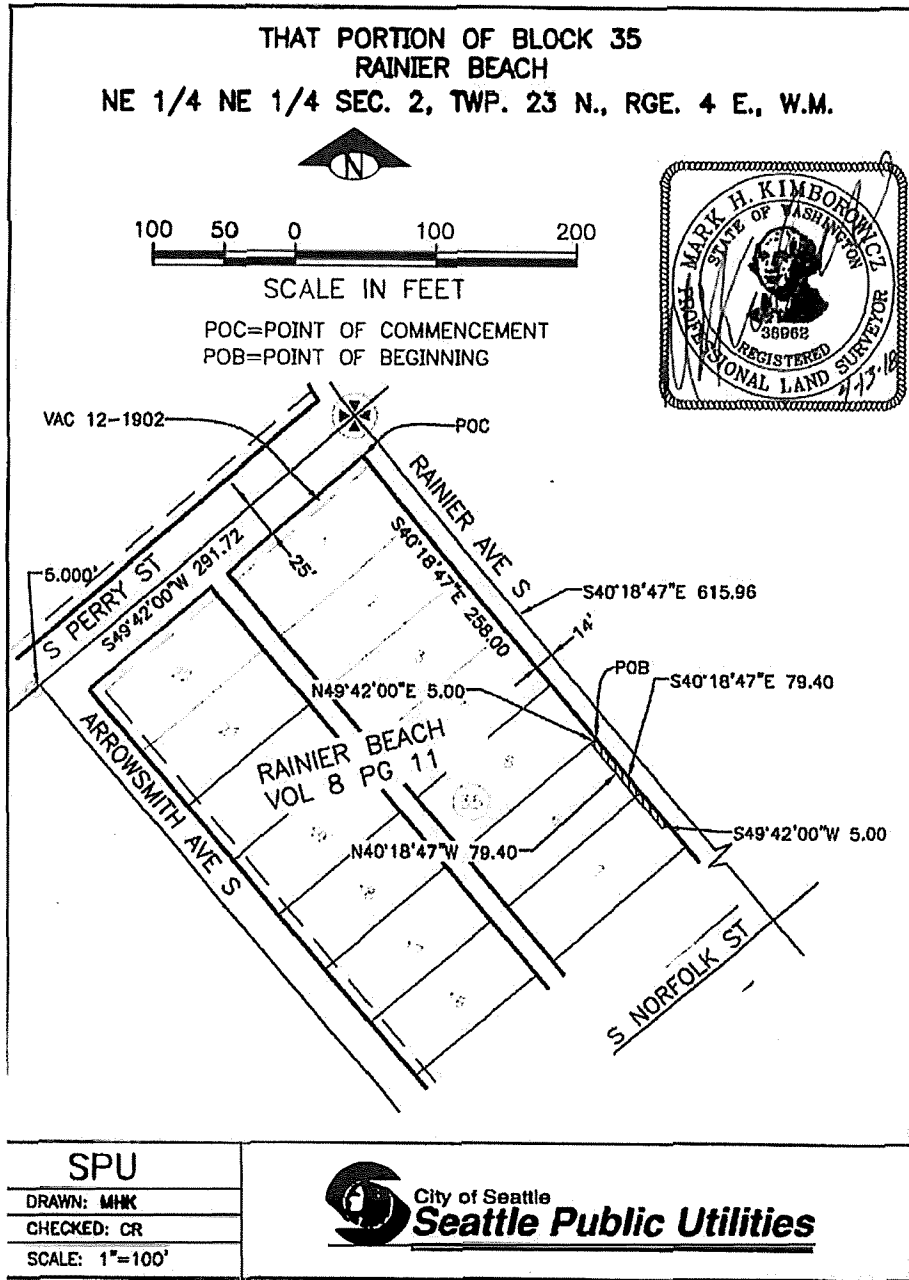 THAT PORTION OF BLOCK 35
RAINIER BEACH
NE 1/4 NE 1/4 SEC. 2, TWP. 23 N., RGE. 4 E., W.M.
N
100 50 0 100 200
SCALE IN FEET
POC=POINT OF COMMENCEMENT
POB=POINT OF BEGINNING
MARK H. KIMBOROWICZ
STATE OF WASHINGTON
36962
REGISTERED
PROFESSIONAL LAND SURVEYOR
VAC 12-1902
POC
RAINIER AVE S
S40°18'47"E 258.00
25'
5.000'
S PERRY ST
S49°42'00"W 291.72
S40°18'47"E 615.96
14'
POB
N49°42'00"E 5.00
S40°18'47"E 79.40
ARROWSMITH AVE S
RAINIER BEACH
VOL 8 PG 11
35
N40°18'47"W 79.40
S49°42'00"W 5.00
S NORFOLK ST
SPU
DRAWN: MHK
CHECKED: CR
SCALE: 1"=100'
City of Seattle
Seattle Public Utilities